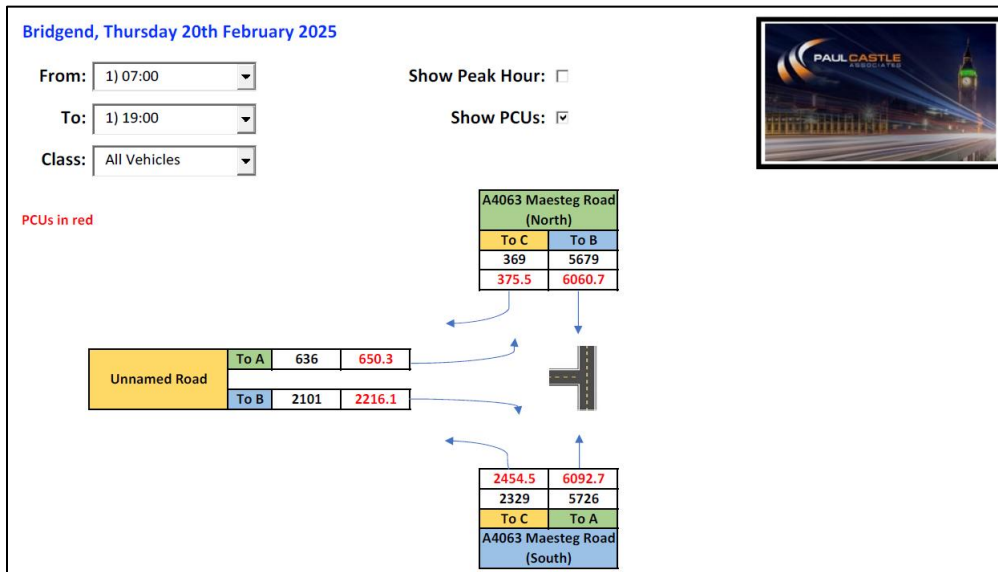 Bridgend, Thursday 20th February 2025
From: 1) 07:00
Show Peak Hour:
To: 1) 19:00
Show PCUs:
Class: All Vehicles
PAUL CASTLE
ASSOCIATES
PCUs in red
A4063 Maesteg Road
(North)
To C To B
369 5679
375.5 6060.7
Unnamed Road
To A 636 650.3
To B 2101 2216.1
2454.5 6092.7
2329 5726
To C To A
A4063 Maesteg Road
(South)